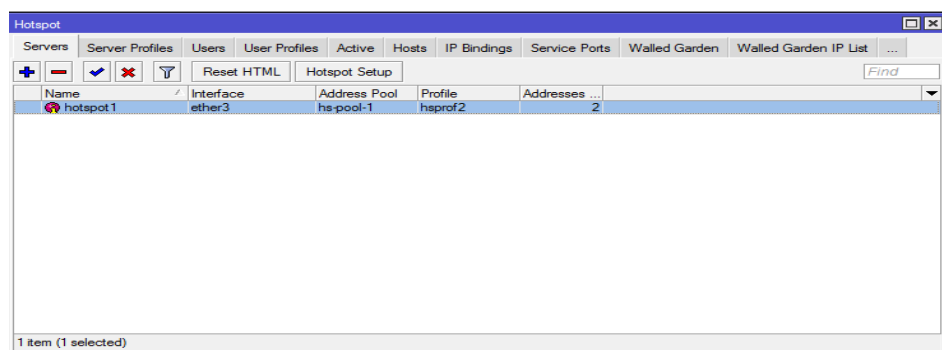 Hotspot
Servers Server Profiles Users User Profiles Active Hosts IP Bindings Service Ports Walled Garden Walled Garden IP List ...
Reset HTML Hotspot Setup Find
Name Interface Address Pool Profile Addresses ...
hotspot1 ether3 hs-pool-1 hsprof2 2
1 item (1 selected)